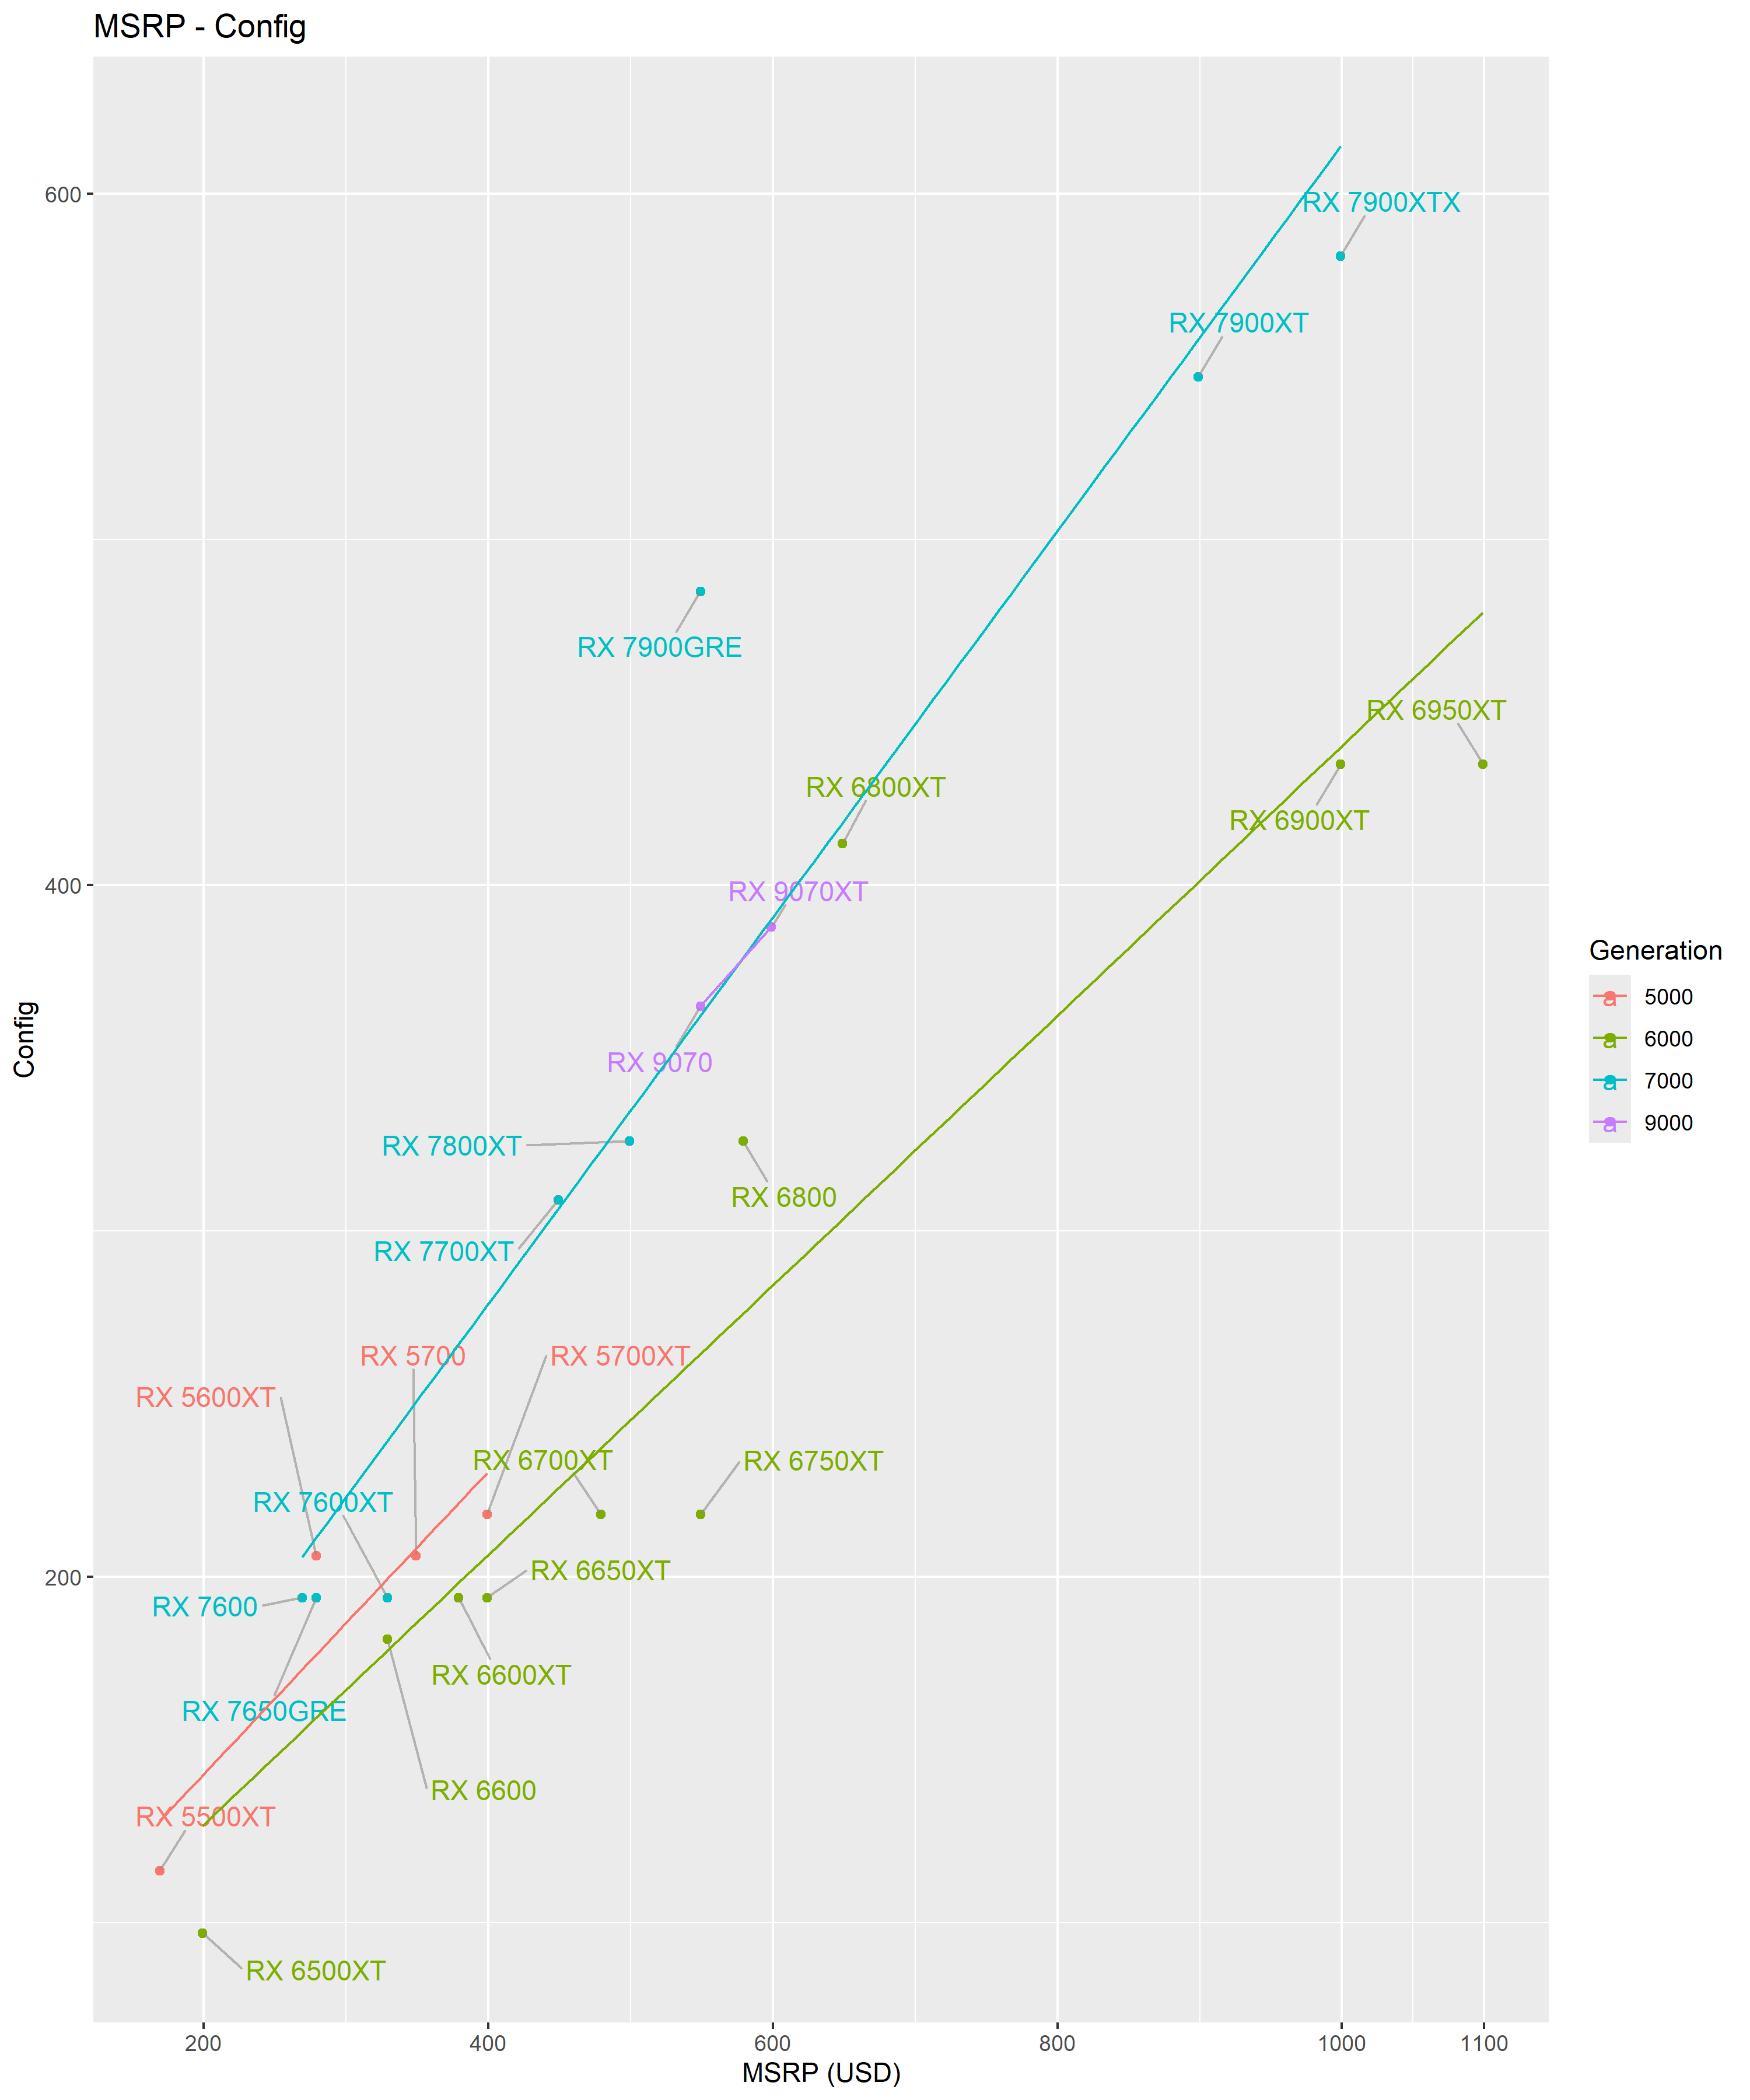 MSRP - Config
600
RX 7900XTX
RX 7900XT
RX 7900GRE
RX 6950XT
RX 6800XT
RX 6900XT
400
RX 9070XT
Config
Generation
a 5000
a 6000
a 7000
a 9000
RX 9070
RX 7800XT
RX 6800
RX 7700XT
RX 5700
RX 5700XT
RX 5600XT
RX 6700XT
RX 6750XT
RX 7600XT
200
RX 6650XT
RX 7600
RX 6600XT
RX 7650GRE
RX 6600
RX 5500XT
RX 6500XT
200 400 600 800 1000 1100
MSRP (USD)